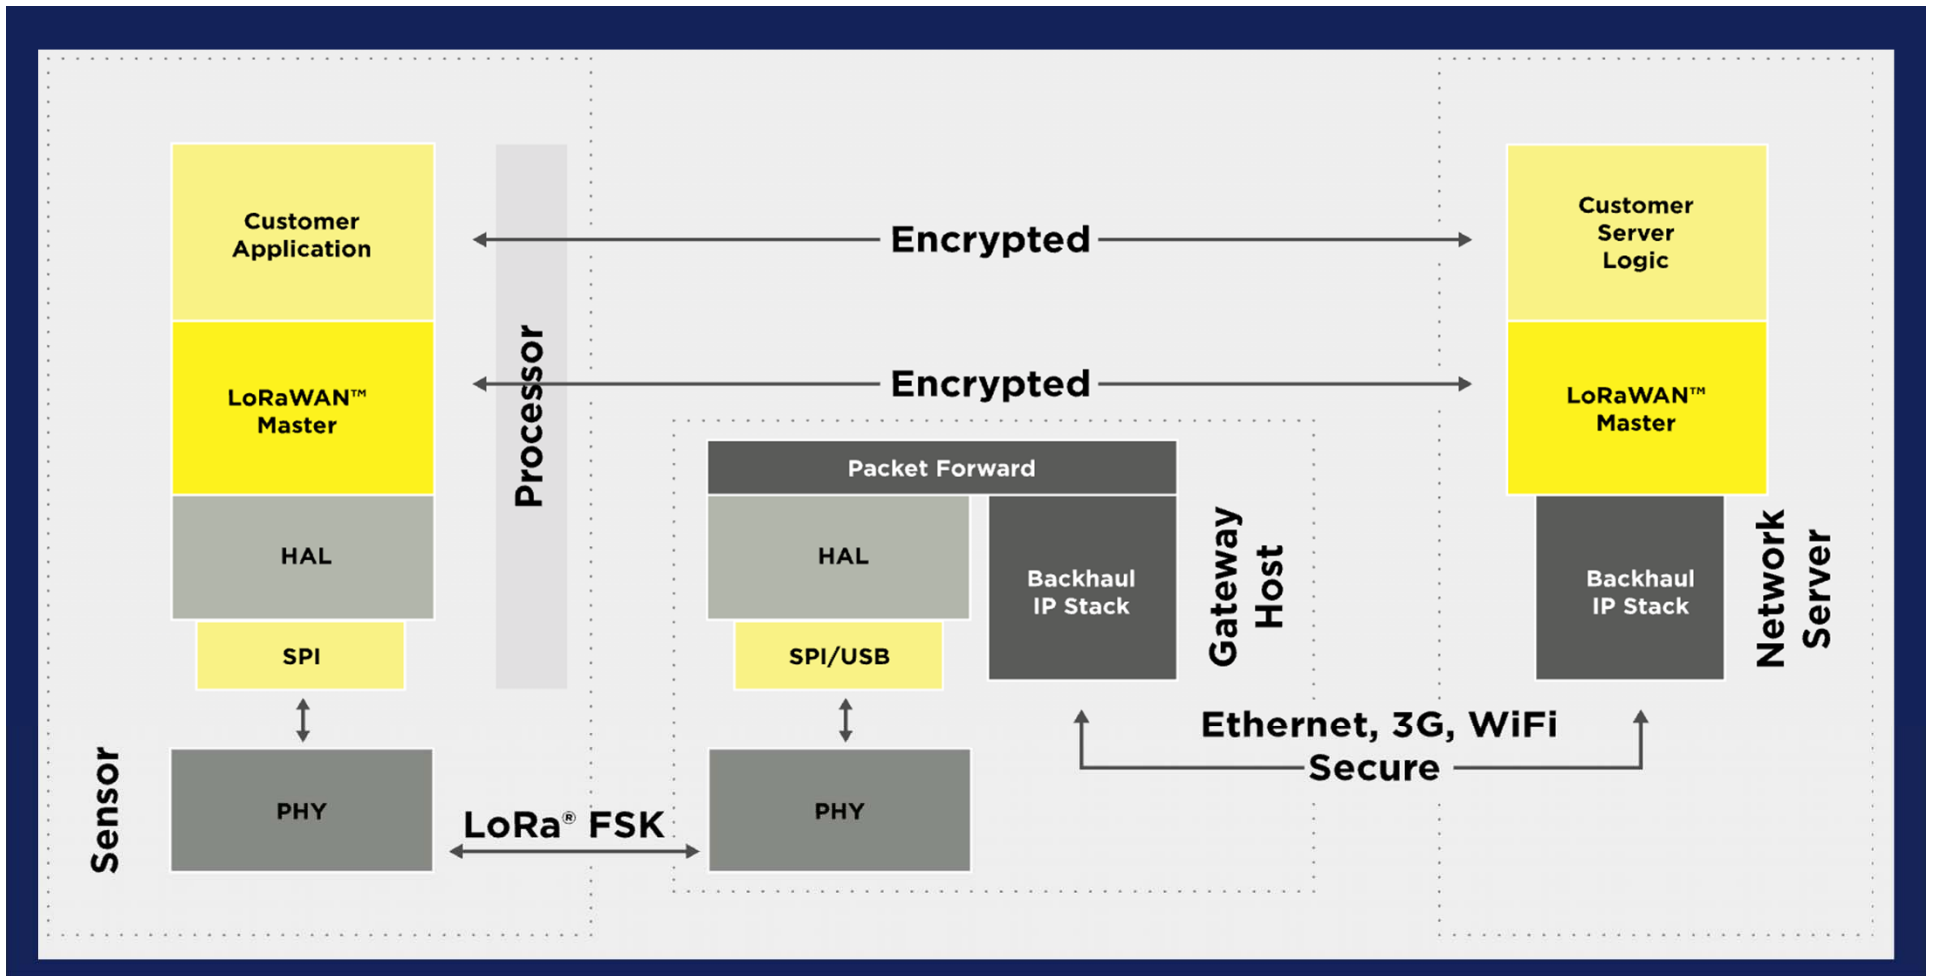 Customer
Application
LoRaWAN™
Master
HAL
SPI
PHY
Sensor
Processor
Encrypted
Encrypted
LoRa® FSK
Packet Forward
HAL
SPI/USB
PHY
Backhaul
IP Stack
Gateway
Host
Ethernet, 3G, WiFi
Secure
Customer
Server
Logic
LoRaWAN™
Master
Backhaul
IP Stack
Network
Server